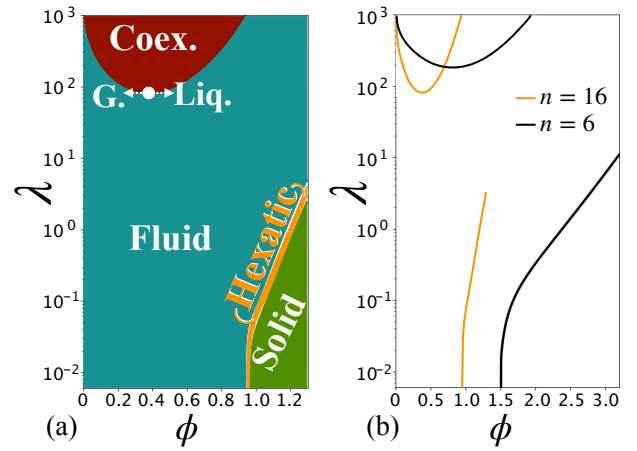 10³
10²
10¹
10⁰
10⁻¹
10⁻²
λ
Coex.
G.
Liq.
Fluid
Hexatic
Solid
0 0.2 0.4 0.6 0.8 1.0 1.2
(a)
ϕ
10³
10²
10¹
10⁰
10⁻¹
10⁻²
λ
n = 16
n = 6
0 0.5 1.0 1.5 2.0 2.5 3.0
(b)
ϕ